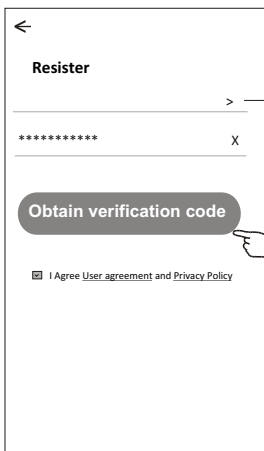 Resister
>
*********** X
Obtain verification code
I Agree User agreement and Privacy Policy